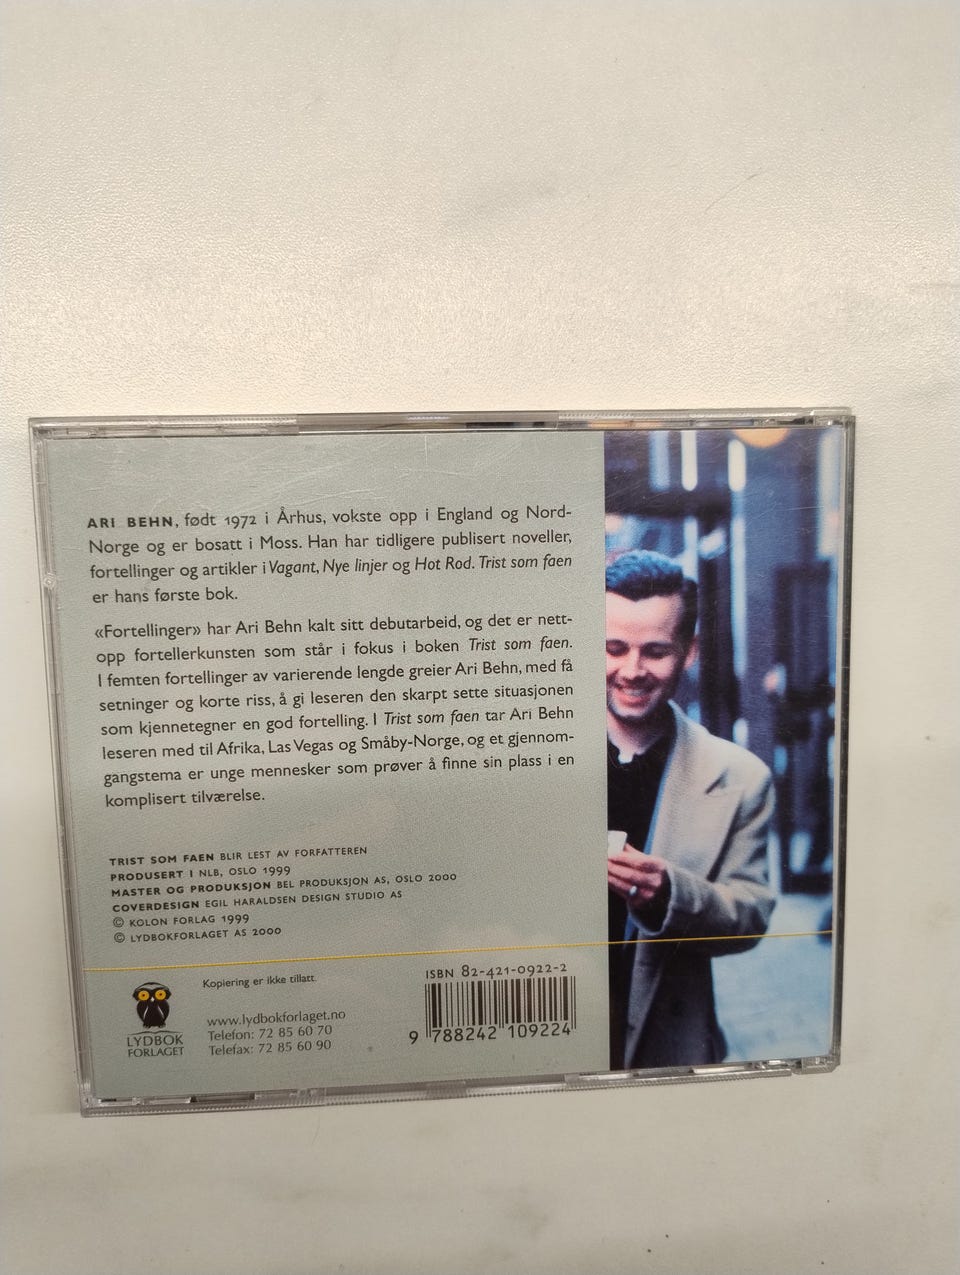 ARI BEHN, født 1972 i Århus, vokste opp i England og Nord-
Norge og er bosatt i Moss. Han har tidligere publisert noveller,
fortellinger og artikler i Vagant, Nye linjer og Hot Rod. Trist som faen
er hans første bok.
«Fortellinger» har Ari Behn kalt sitt debutarbeid, og det er nett-
opp fortellerkunsten som står i fokus i boken Trist som faen.
I femten fortellinger av varierende lengde greier Ari Behn, med få
setninger og korte riss, å gi leseren den skarpt sette situasjonen
som kjennetegner en god fortelling. I Trist som faen tar Ari Behn
leseren med til Afrika, Las Vegas og Småby-Norge, og et gjennom-
gangstema er unge mennesker som prøver å finne sin plass i en
komplisert tilværelse.
TRIST SOM FAEN BLIR LEST AV FORFATTEREN
PRODUSERT I NLB, OSLO 1999
MASTER OG PRODUKSJON BEL PRODUKSJON AS, OSLO 2000
COVERDESIGN EGIL HARALDSEN DESIGN STUDIO AS
© KOLON FORLAG 1999
© LYDBOKFORLAGET AS 2000
LYDBOK
FORLAGET
Kopiering er ikke tillatt.
www.lydbokforlaget.no
Telefon: 72 85 60 70
Telefax: 72 85 60 90
ISBN 82-421-0922-2
9 788242 109224